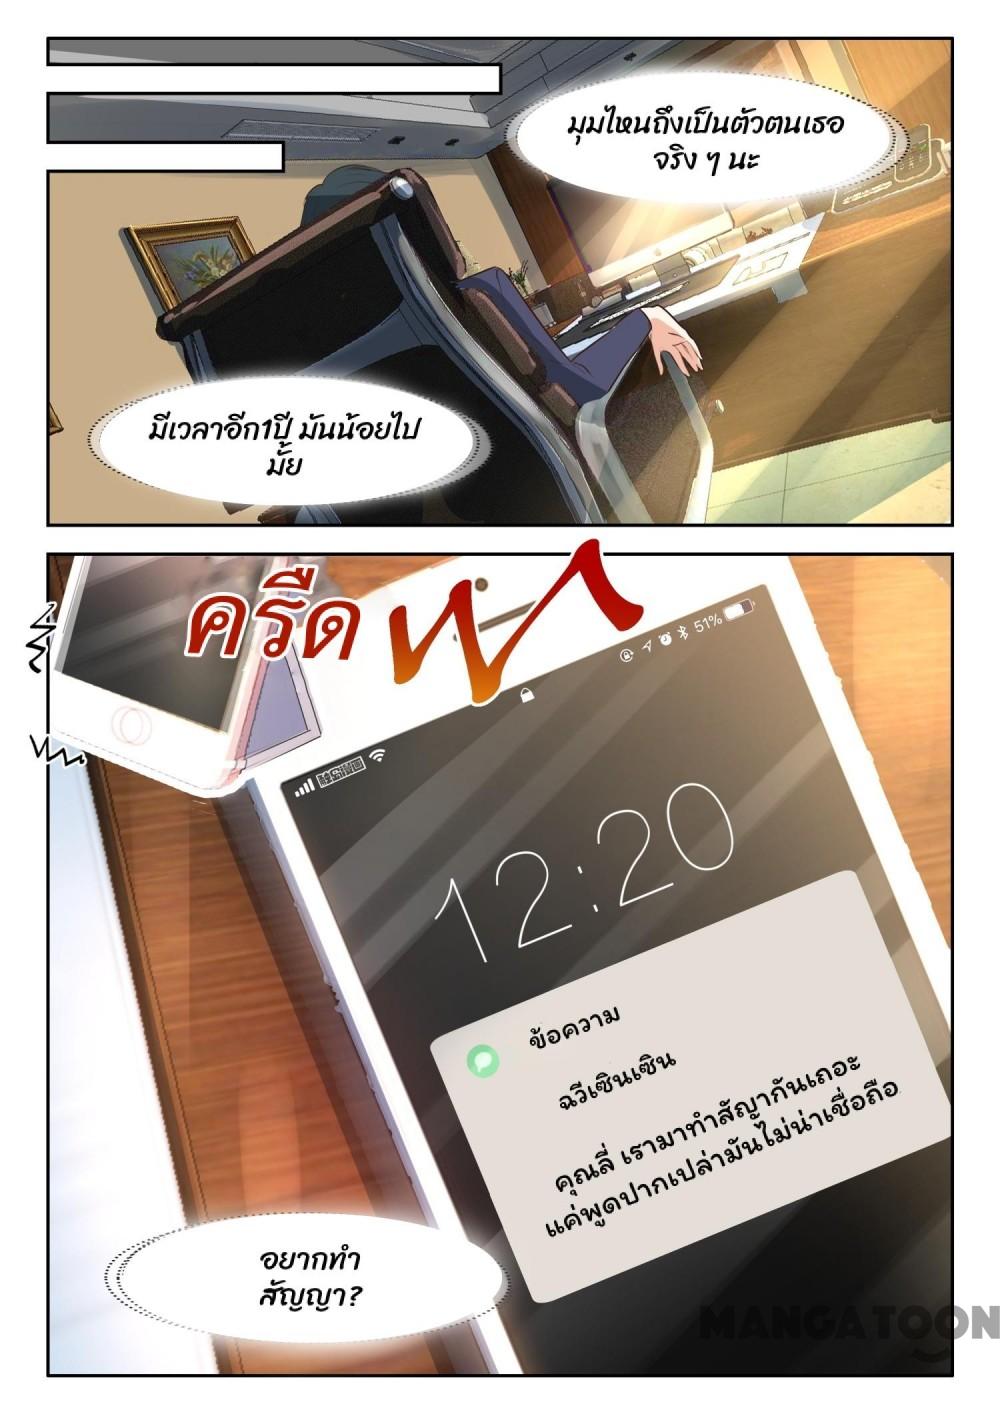 มุมไหนถึงเป็นตัวตนเธอ
จริง ๆ นะ
มีเวลาอีก1ปี มันน้อยไป
มั้ย
ครืด
51%
12:20
ข้อความ
ฉวีเซินเซิน
คุณลี่ เรามาทำสัญญากันเถอะ
แค่พูดปากเปล่ามันไม่น่าเชื่อถือ
อยากทำ
สัญญา?
MANGATOON